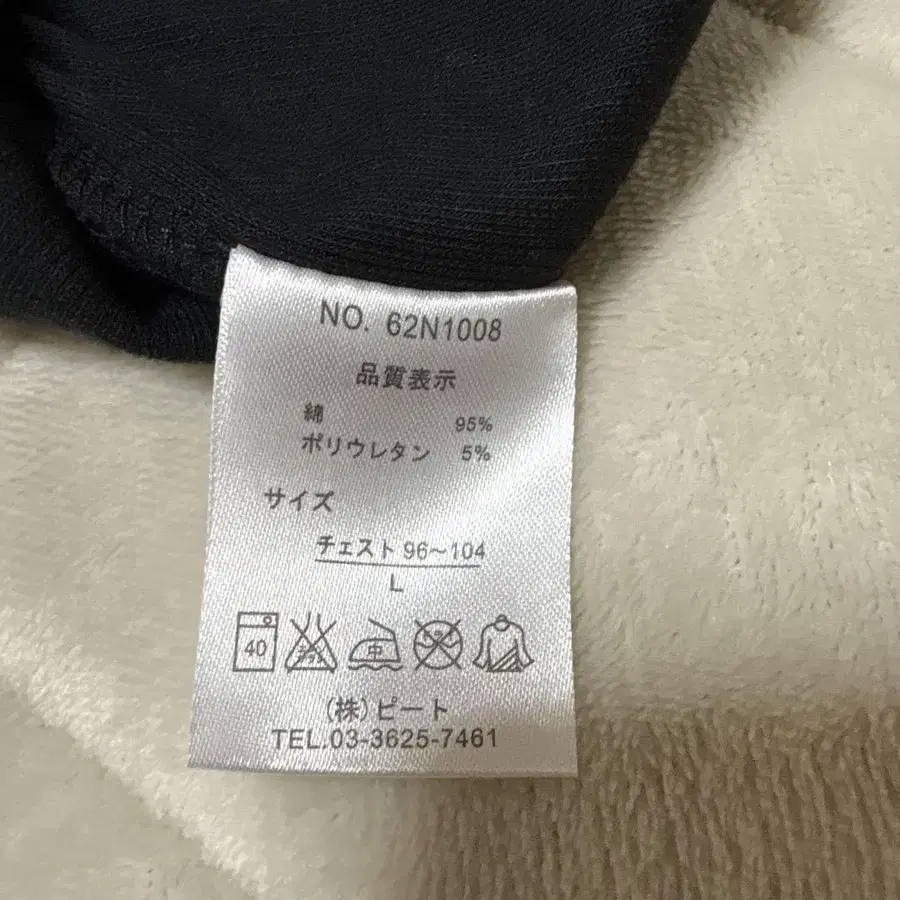 NO. 62N1008
品質表示
綿 95%
ポリウレタン 5%
サイズ
チェスト 96～104
L
40 中
(株)ピート
TEL.03-3625-7461